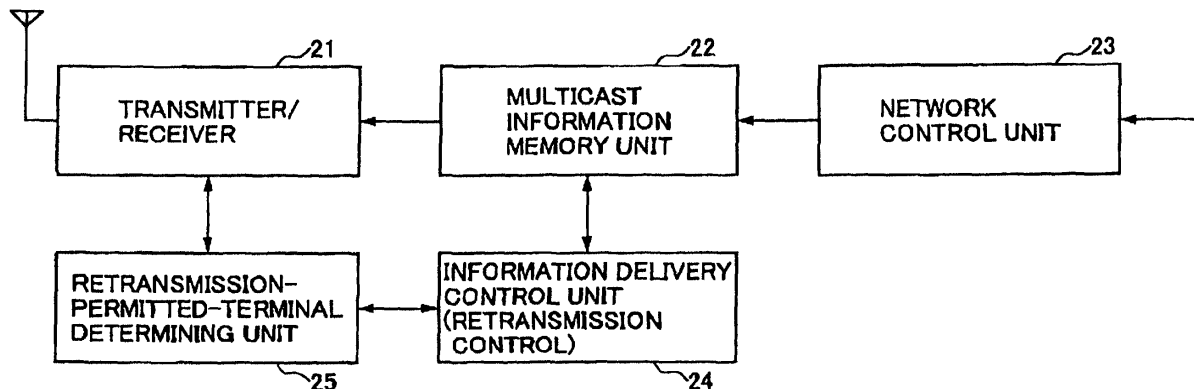 21
22
23
TRANSMITTER/
RECEIVER
MULTICAST
INFORMATION
MEMORY UNIT
NETWORK
CONTROL UNIT
RETRANSMISSION-
PERMITTED-TERMINAL
DETERMINING UNIT
INFORMATION DELIVERY
CONTROL UNIT
(RETRANSMISSION
CONTROL)
25
24